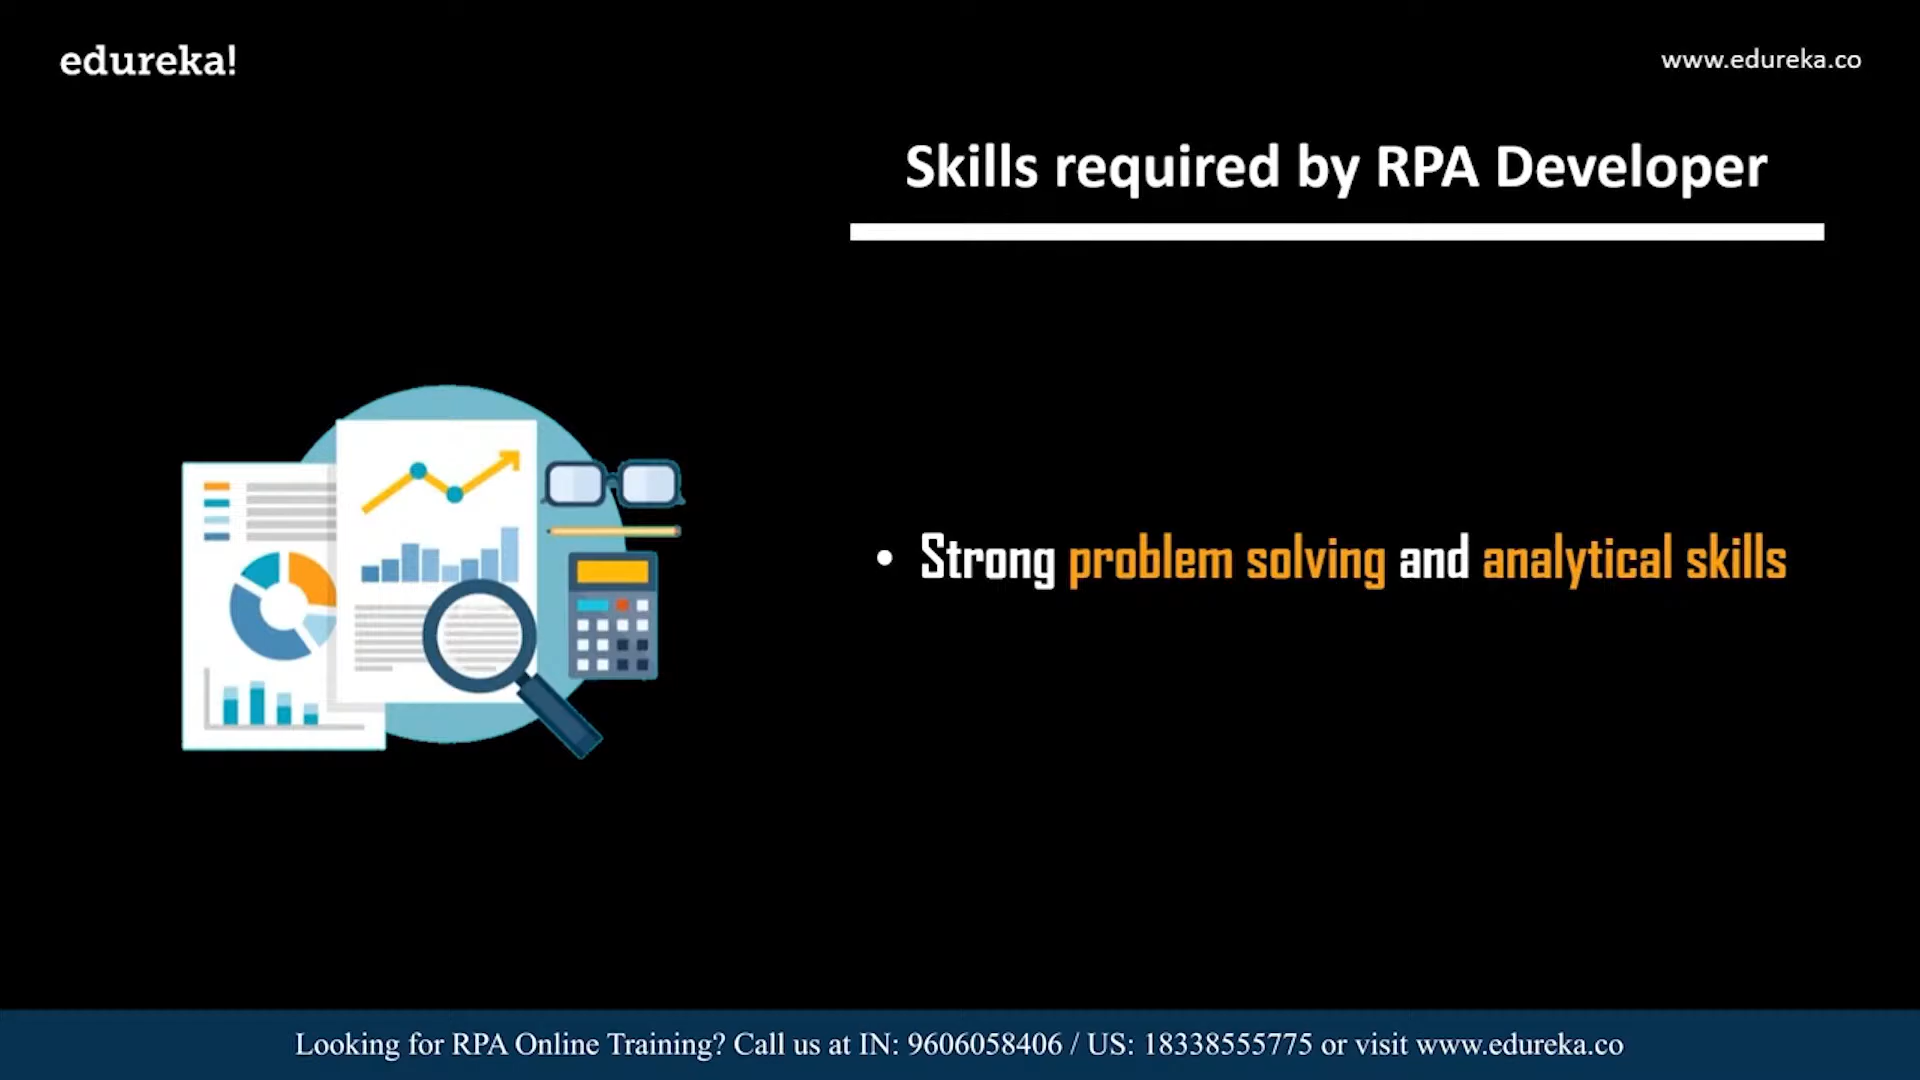 edureka!
www.edureka.co
Skills required by RPA Developer
• Strong problem solving and analytical skills
Looking for RPA Online Training? Call us at IN: 9606058406 / US: 18338555775 or visit www.edureka.co